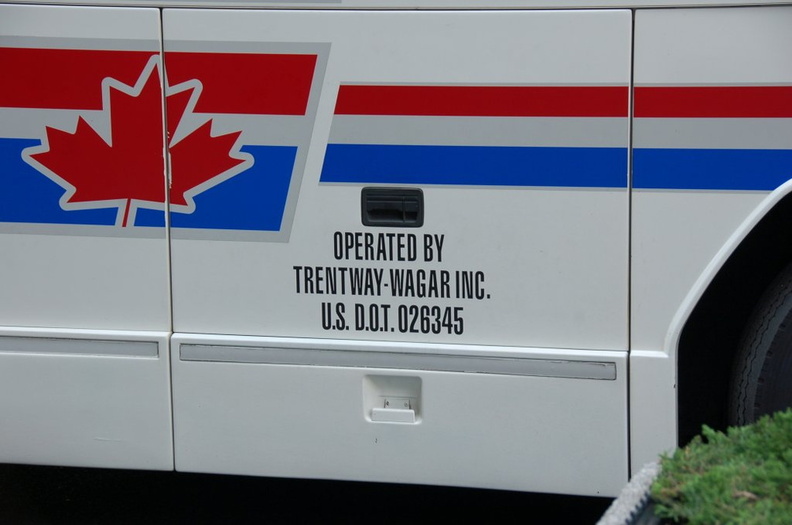 OPERATED BY
TRENTWAY-WAGAR INC.
U.S. D.O.T. 026345